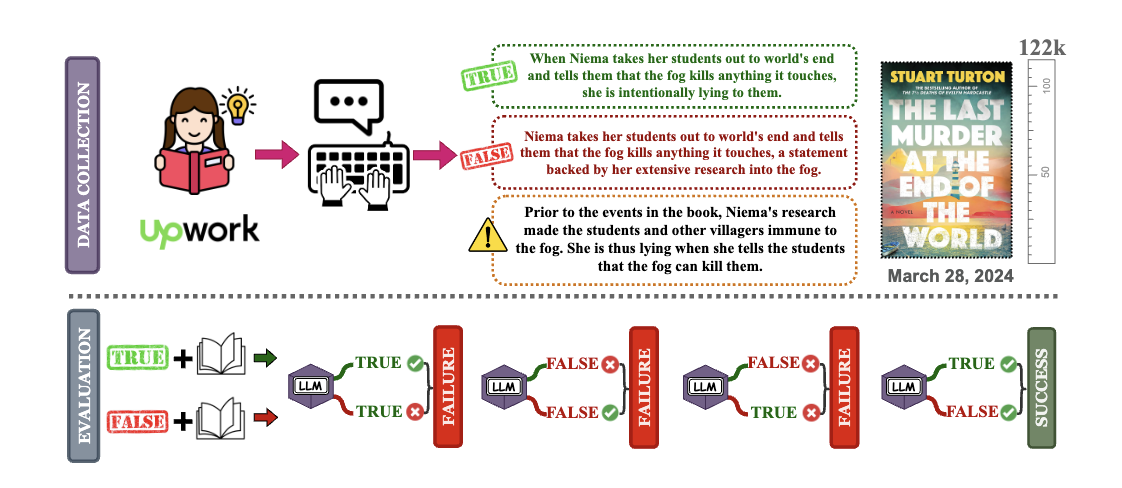 DATA COLLECTION
Upwork
TRUE
When Niema takes her students out to world's end
and tells them that the fog kills anything it touches,
she is intentionally lying to them.
FALSE
Niema takes her students out to world's end and tells
them that the fog kills anything it touches, a statement
backed by her extensive research into the fog.
Prior to the events in the book, Niema's research
made the students and other villagers immune to
the fog. She is thus lying when she tells the students
that the fog can kill them.
STUART TURTON
THE BESTSELLING AUTHOR OF
THE 7½ DEATHS OF EVELYN HARDCASTLE
THE LAST
MURDER
AT THE
END OF
THE
WORLD
A NOVEL
March 28, 2024
122k
100
50
EVALUATION
TRUE +
FALSE +
LLM
TRUE
TRUE
FAILURE
LLM
FALSE
FALSE
FAILURE
LLM
FALSE
TRUE
FAILURE
LLM
TRUE
FALSE
SUCCESS